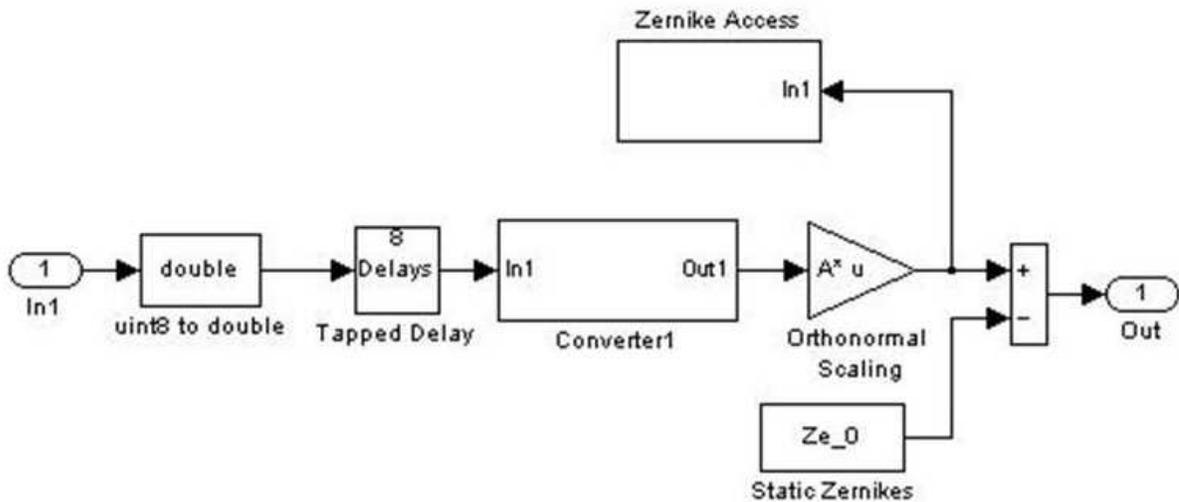 Zernike Access
In1
1
In1
double
uint8 to double
8
Delays
Tapped Delay
In1
Out1
Converter1
A* u
Orthonormal
Scaling
+
−
1
Out
Ze_0
Static Zernikes